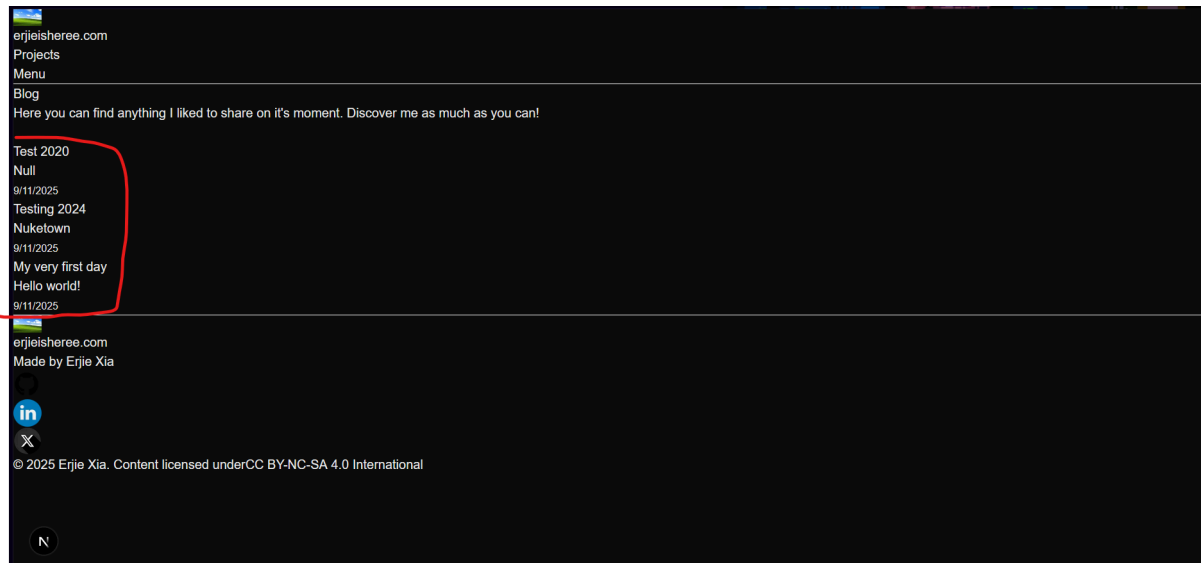 erjieisheree.com
Projects
Menu
Blog
Here you can find anything I liked to share on it's moment. Discover me as much as you can!
Test 2020
Null
9/11/2025
Testing 2024
Nuketown
9/11/2025
My very first day
Hello world!
9/11/2025
erjieisheree.com
Made by Erjie Xia
in
X
© 2025 Erjie Xia. Content licensed underCC BY-NC-SA 4.0 International
N